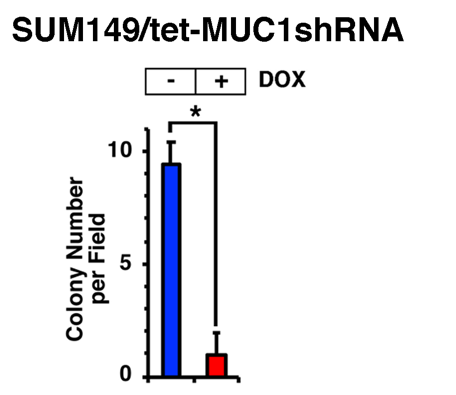 SUM149/tet-MUC1shRNA
- + DOX
*
10
5
0
Colony Number
per Field